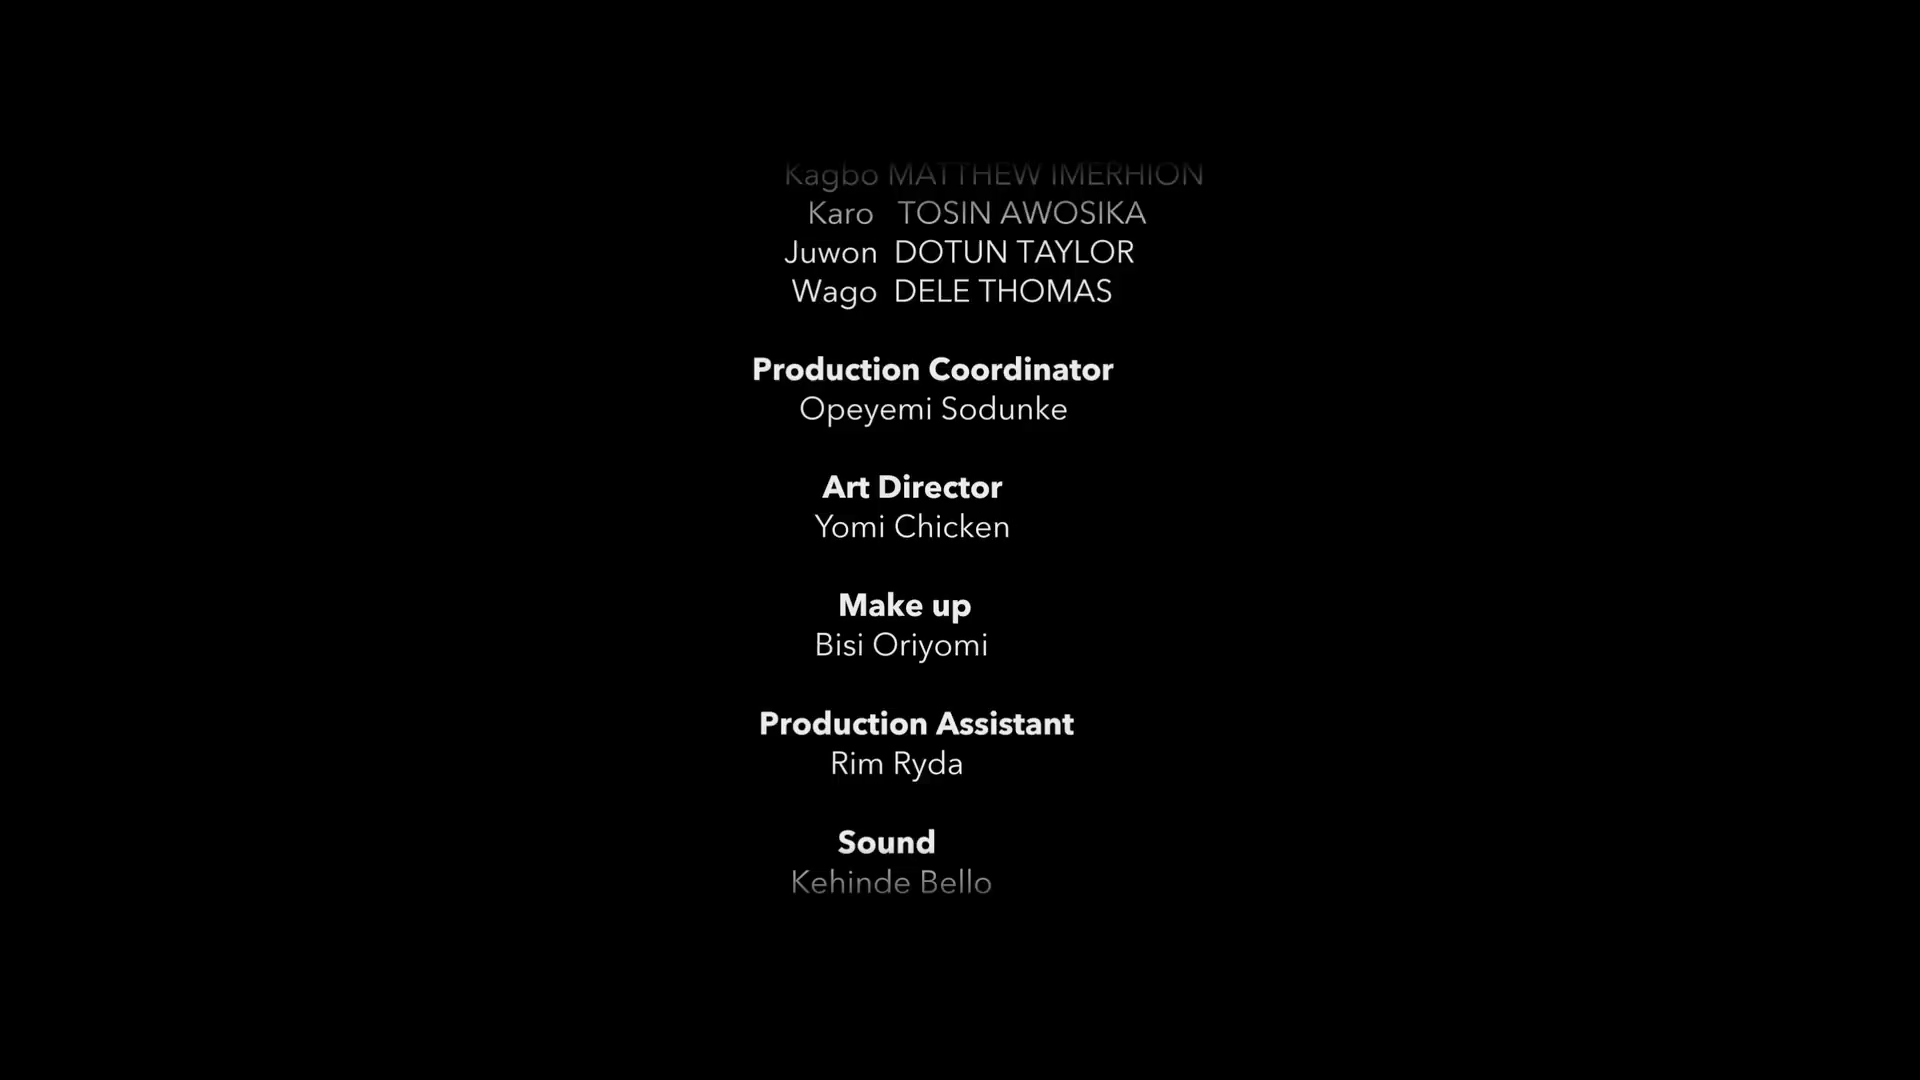 Kagbo MATTHEW IMERHION
Karo TOSIN AWOSIKA
Juwon DOTUN TAYLOR
Wago DELE THOMAS
Production Coordinator
Opeyemi Sodunke
Art Director
Yomi Chicken
Make up
Bisi Oriyomi
Production Assistant
Rim Ryda
Sound
Kehinde Bello